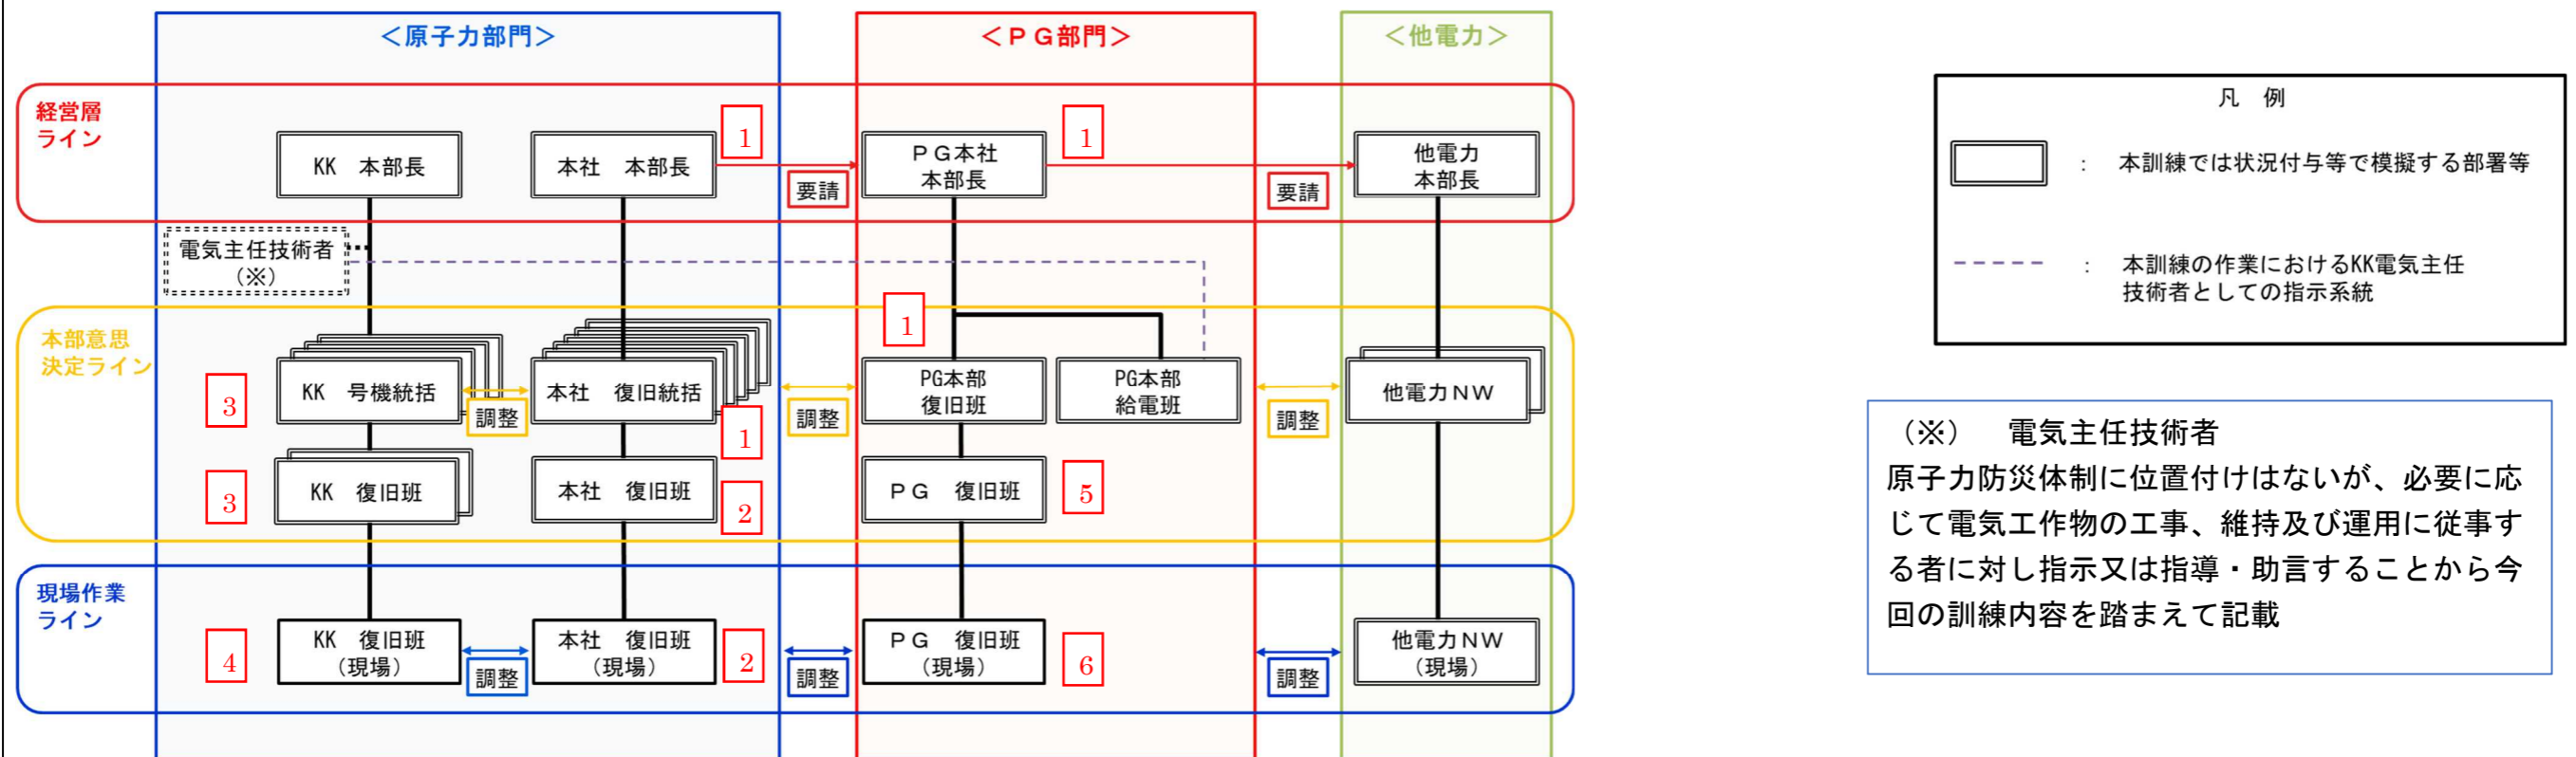 ＜原子力部門＞
＜ＰＧ部門＞
＜他電力＞
経営層
ライン
KK　本部長
本社　本部長
1
要請
ＰＧ本社
本部長
1
要請
他電力
本部長
電気主任技術者
（※）
本部意思
決定ライン
3
KK　号機統括
調整
本社　復旧統括
1
調整
1
PG本部
復旧班
PG本部
給電班
調整
他電力ＮＷ
3
KK　復旧班
本社　復旧班
2
ＰＧ　復旧班
5
現場作業
ライン
4
KK　復旧班
（現場）
調整
本社　復旧班
（現場）
2
調整
ＰＧ　復旧班
（現場）
6
調整
他電力ＮＷ
（現場）
凡　例
：　本訓練では状況付与等で模擬する部署等
：　本訓練の作業におけるKK電気主任
技術者としての指示系統
（※）　電気主任技術者
原子力防災体制に位置付けはないが、必要に応
じて電気工作物の工事、維持及び運用に従事す
る者に対し指示又は指導・助言することから今
回の訓練内容を踏まえて記載